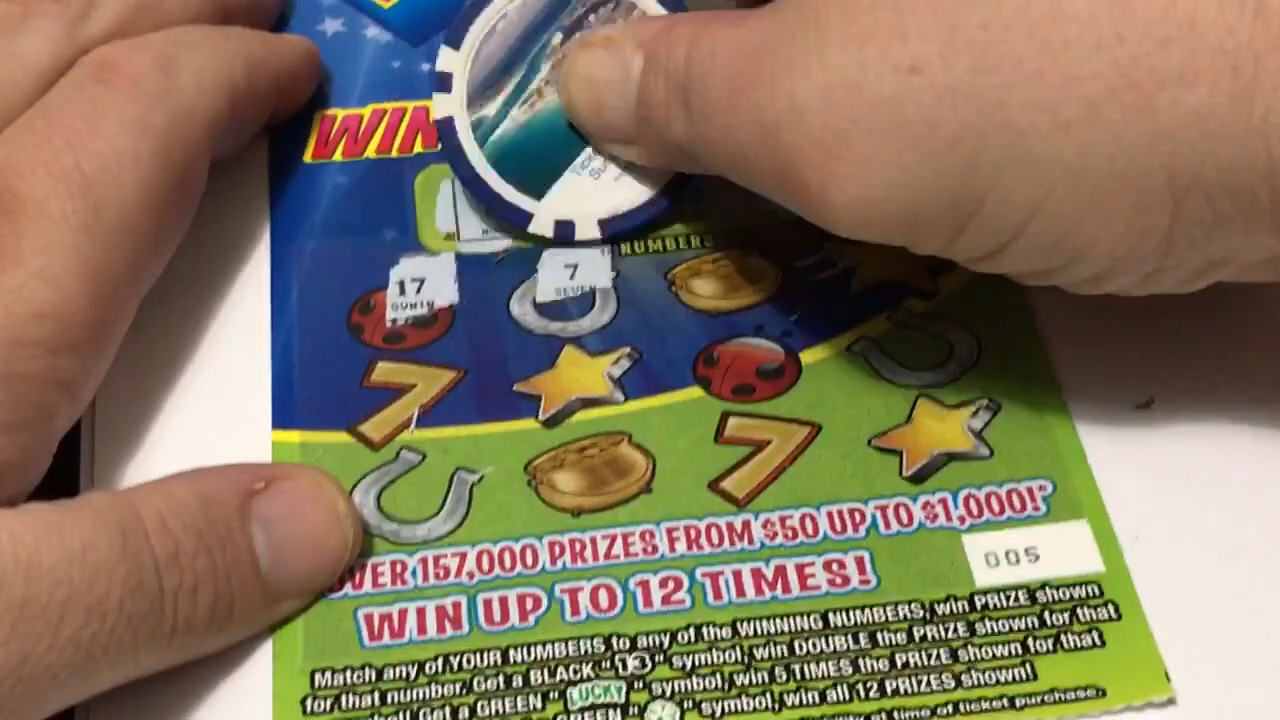 WIN
NUMBERS
17
7
SEVEN
OVER 157,000 PRIZES FROM $50 UP TO $1,000!*
WIN UP TO 12 TIMES!
005
Match any of YOUR NUMBERS to any of the WINNING NUMBERS, win PRIZE shown
for that number. Get a BLACK "13" symbol, win DOUBLE the PRIZE shown for that
Get a GREEN "LUCKY" symbol, win 5 TIMES the PRIZE shown for that
GREEN " " symbol, win all 12 PRIZES shown!
at time of ticket purchase.